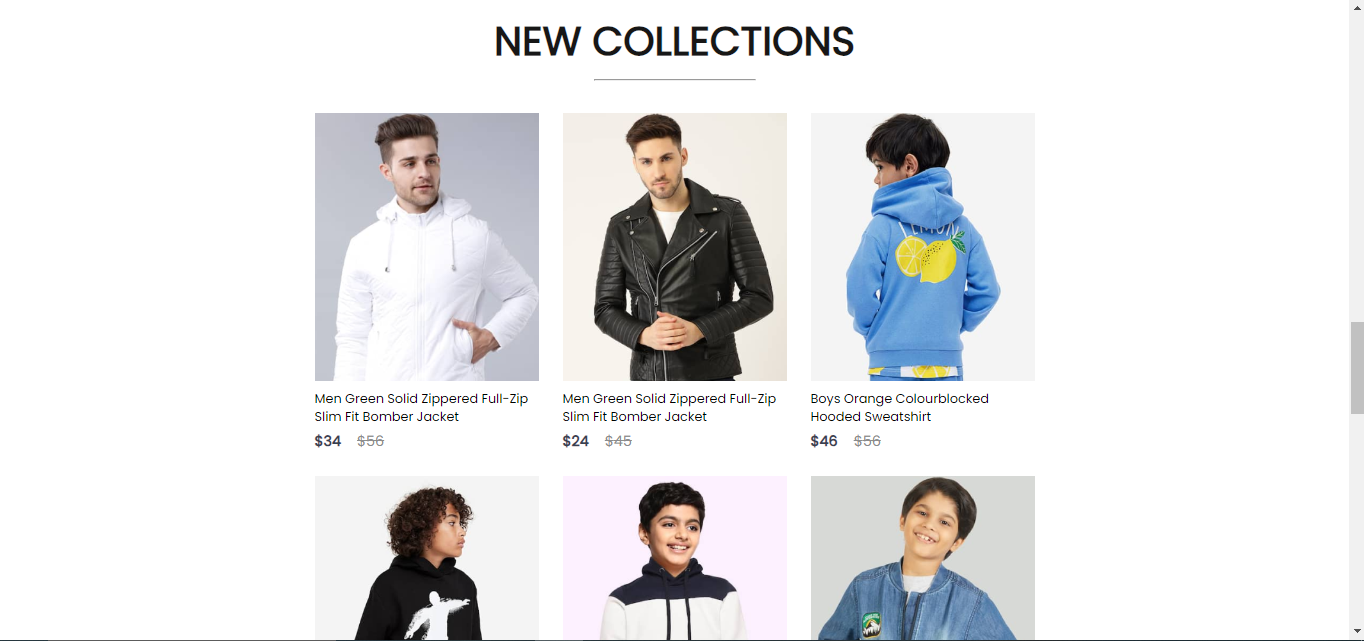 NEW COLLECTIONS
LEMON
Men Green Solid Zippered Full-Zip
Slim Fit Bomber Jacket
$34 $56
Men Green Solid Zippered Full-Zip
Slim Fit Bomber Jacket
$24 $45
Boys Orange Colourblocked
Hooded Sweatshirt
$46 $56